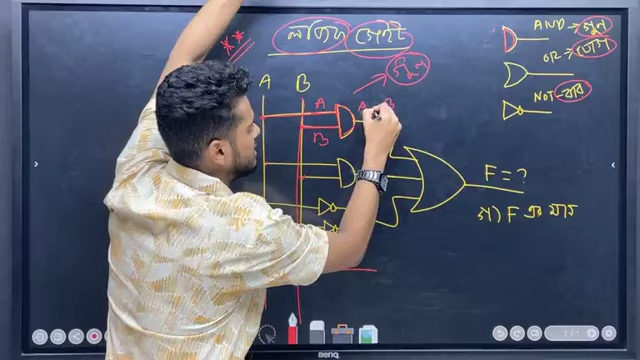 ** লজিক গেইট
AND → গুন
OR → যোগ
NOT → বার
গুন
A B
A A B
B
F = ?
গ) F এর মান
BenQ